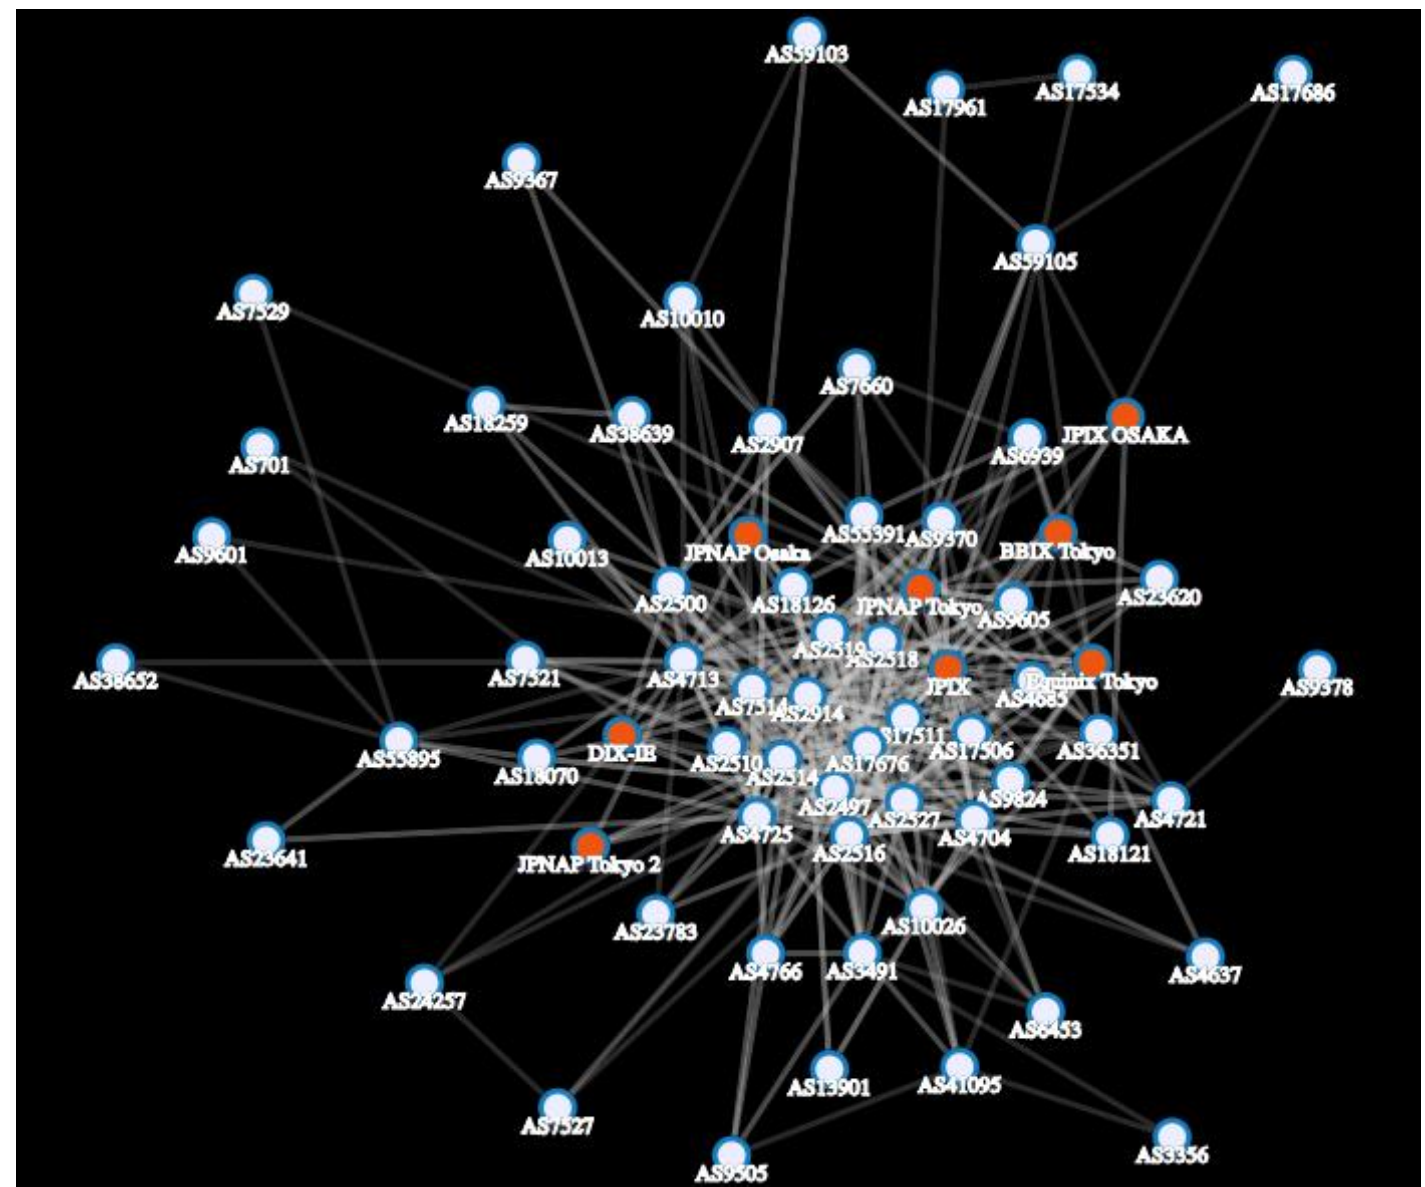 AS59103
AS17961
AS17534
AS17686
AS9367
AS59105
AS7529
AS10010
AS7660
AS18259
AS38639
AS2907
AS6939
JPIX OSAKA
AS701
AS9601
AS10013
JPNAP Osaka
AS55391
AS9370
BBIX Tokyo
AS2500
AS18126
JPNAP Tokyo
AS9605
AS23620
AS2519
AS2518
AS38652
AS7521
AS4713
JPIX
AS4685
Equinix Tokyo
AS9378
AS7514
AS2914
AS17511
AS17506
AS36351
AS55895
AS18070
DIX-IE
AS2510
AS2514
AS17676
AS2497
AS2527
AS9824
AS4721
AS23641
JPNAP Tokyo 2
AS4725
AS2516
AS4704
AS18121
AS23783
AS10026
AS4766
AS3491
AS4637
AS24257
AS6453
AS13901
AS41095
AS7527
AS9505
AS3356